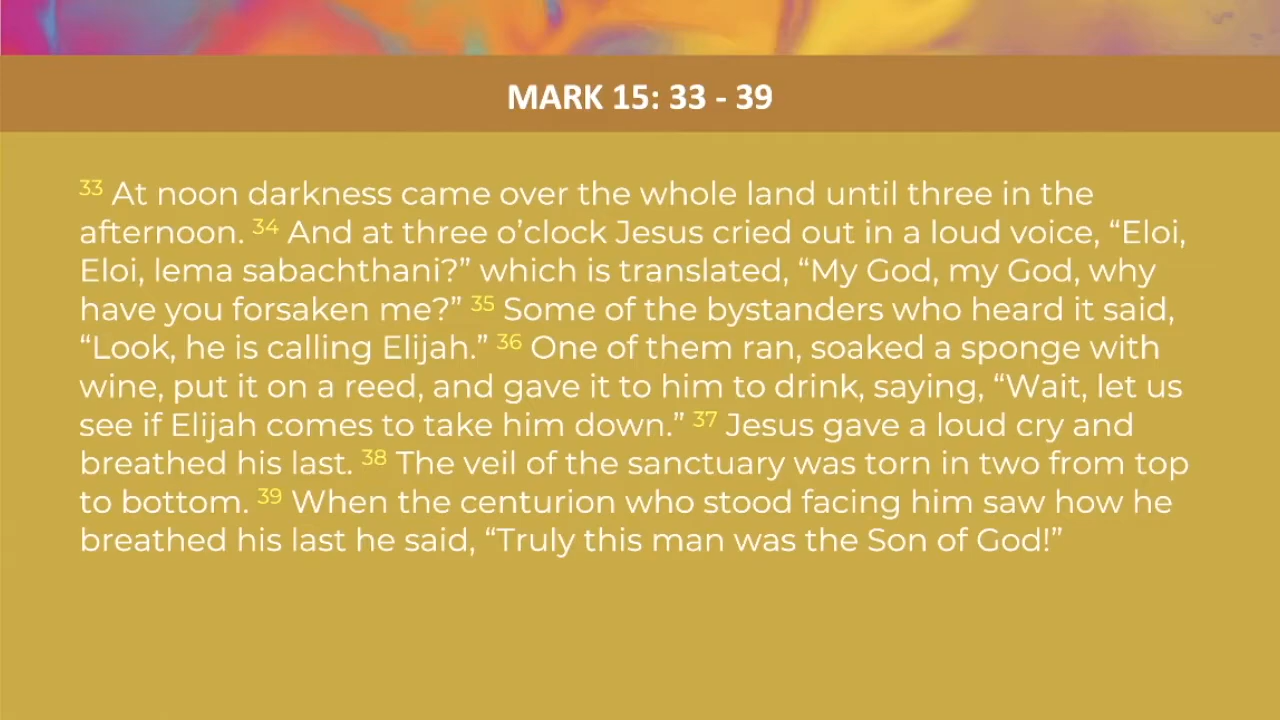 MARK 15: 33 - 39
33 At noon darkness came over the whole land until three in the
afternoon. 34 And at three o’clock Jesus cried out in a loud voice, “Eloi,
Eloi, lema sabachthani?” which is translated, “My God, my God, why
have you forsaken me?” 35 Some of the bystanders who heard it said,
“Look, he is calling Elijah.” 36 One of them ran, soaked a sponge with
wine, put it on a reed, and gave it to him to drink, saying, “Wait, let us
see if Elijah comes to take him down.” 37 Jesus gave a loud cry and
breathed his last. 38 The veil of the sanctuary was torn in two from top
to bottom. 39 When the centurion who stood facing him saw how he
breathed his last he said, “Truly this man was the Son of God!”